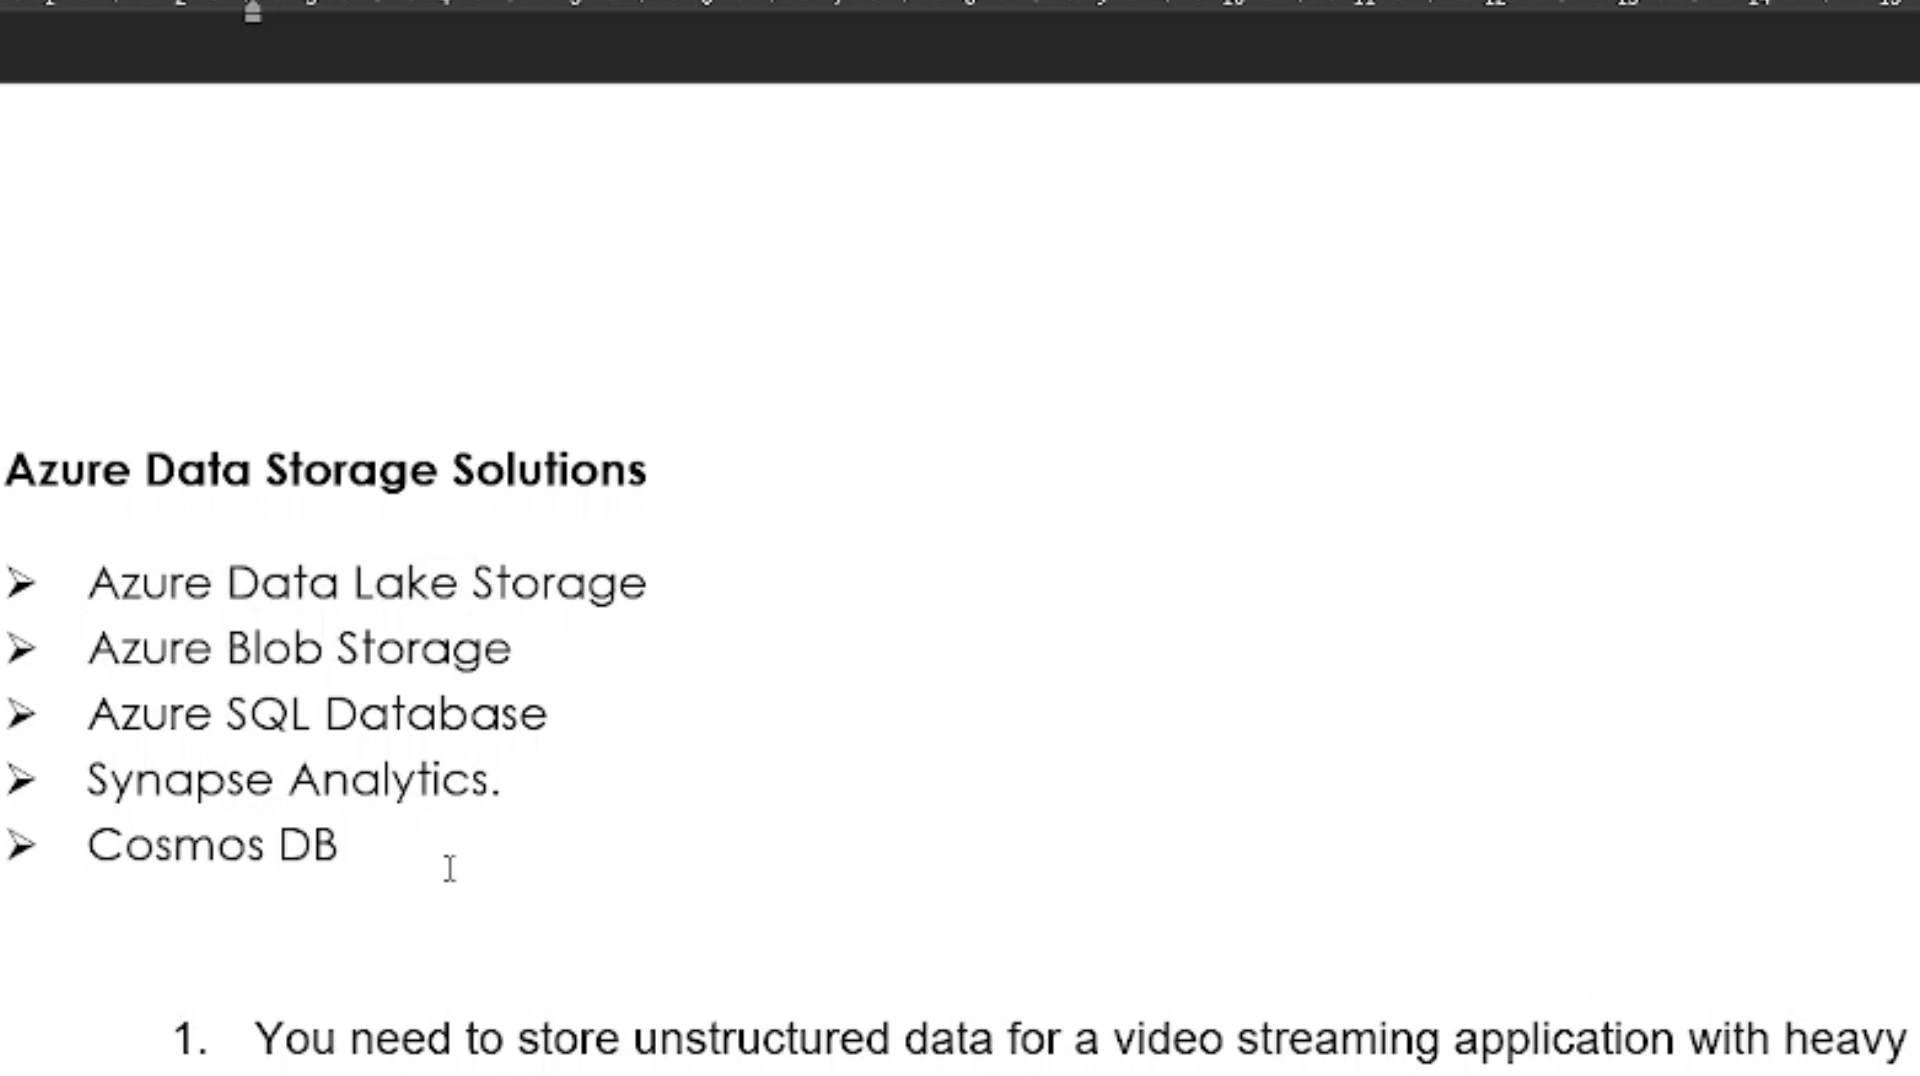 Azure Data Storage Solutions
➢ Azure Data Lake Storage
➢ Azure Blob Storage
➢ Azure SQL Database
➢ Synapse Analytics.
➢ Cosmos DB
1. You need to store unstructured data for a video streaming application with heavy